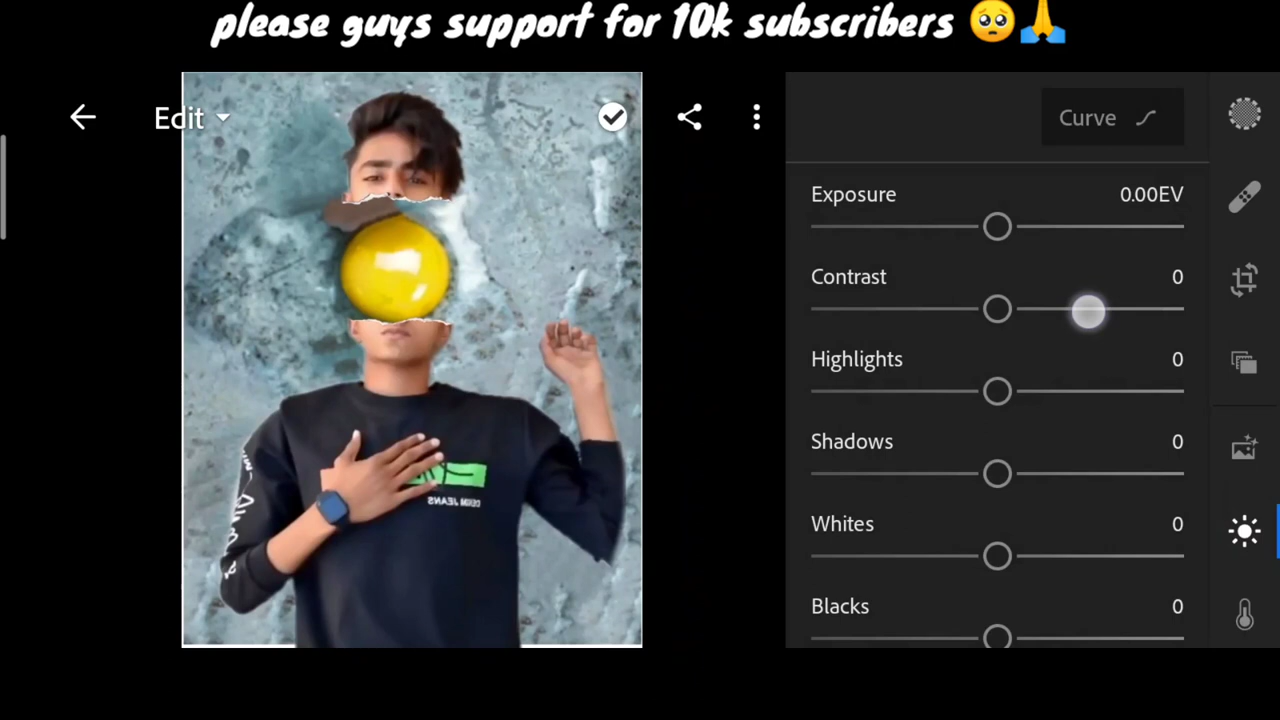 please guys support for 10k subscribers 🥺🙏
Edit
Curve
Exposure 0.00EV
Contrast 0
Highlights 0
Shadows 0
Whites 0
Blacks 0
DENIM JEANS